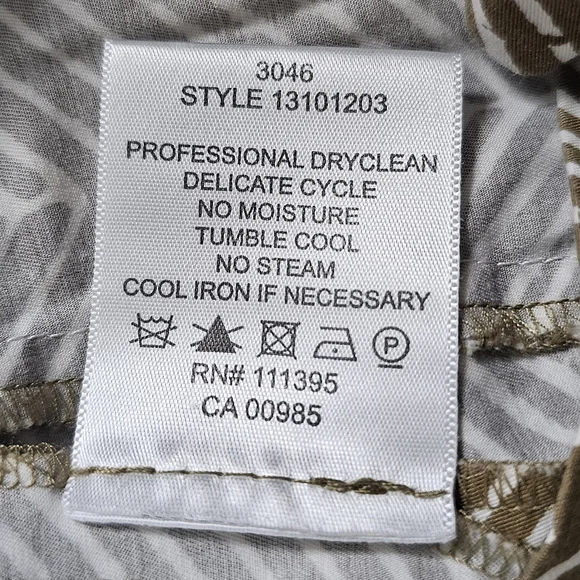 3046
STYLE 13101203
PROFESSIONAL DRYCLEAN
DELICATE CYCLE
NO MOISTURE
TUMBLE COOL
NO STEAM
COOL IRON IF NECESSARY
P
RN# 111395
CA 00985